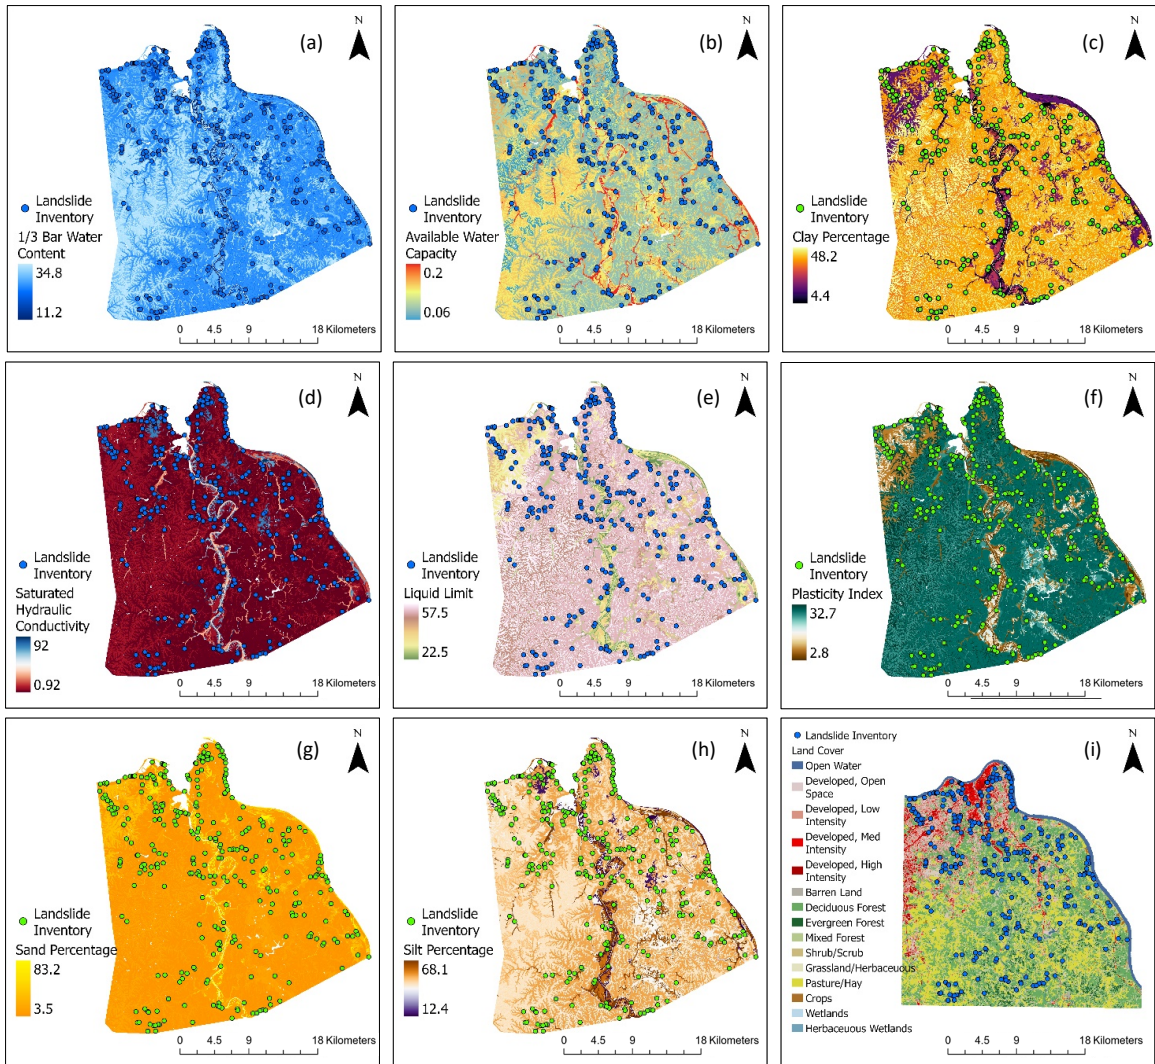 N
(a)
Landslide
Inventory
1/3 Bar Water
Content
34.8
11.2
0 4.5 9 18 Kilometers
N
(b)
Landslide
Inventory
Available Water
Capacity
0.2
0.06
0 4.5 9 18 Kilometers
N
(c)
Landslide
Inventory
Clay Percentage
48.2
4.4
0 4.5 9 18 Kilometers
N
(d)
Landslide
Inventory
Saturated
Hydraulic
Conductivity
92
0.92
0 4.5 9 18 Kilometers
N
(e)
Landslide
Inventory
Liquid Limit
57.5
22.5
0 4.5 9 18 Kilometers
N
(f)
Landslide
Inventory
Plasticity Index
32.7
2.8
0 4.5 9 18 Kilometers
N
(g)
Landslide
Inventory
Sand Percentage
83.2
3.5
0 4.5 9 18 Kilometers
N
(h)
Landslide
Inventory
Silt Percentage
68.1
12.4
0 4.5 9 18 Kilometers
N
(i)
Landslide Inventory
Land Cover
Open Water
Developed, Open
Space
Developed, Low
Intensity
Developed, Med
Intensity
Developed, High
Intensity
Barren Land
Deciduous Forest
Evergreen Forest
Mixed Forest
Shrub/Scrub
Grassland/Herbaceous
Pasture/Hay
Crops
Wetlands
Herbaceuous Wetlands
0 4.5 9 18 Kilometers